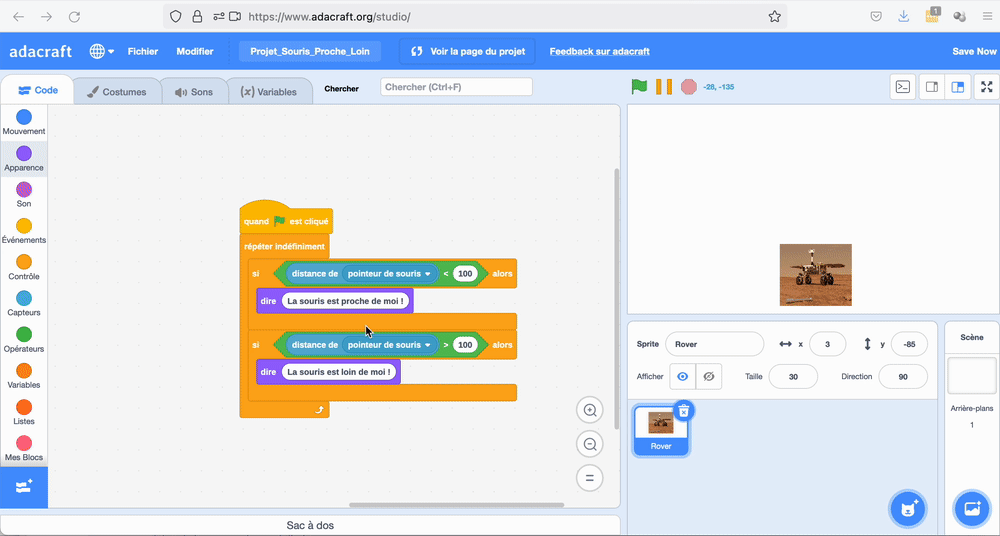 https://www.adacraft.org/studio/
1
adacraft
Fichier
Modifier
Projet_Souris_Proche_Loin
Voir la page du projet
Feedback sur adacraft
Save Now
Code
Costumes
Sons
(x) Variables
Chercher
Chercher (Ctrl+F)
-28, -135
Mouvement
Apparence
Son
Événements
Contrôle
Capteurs
Opérateurs
Variables
Listes
Mes Blocs
quand est cliqué
répéter indéfiniment
si distance de pointeur de souris < 100 alors
dire La souris est proche de moi !
si distance de pointeur de souris > 100 alors
dire La souris est loin de moi !
Sac à dos
Sprite Rover x 3 y -85
Afficher Taille 30 Direction 90
Rover
Scène
Arrière-plans
1